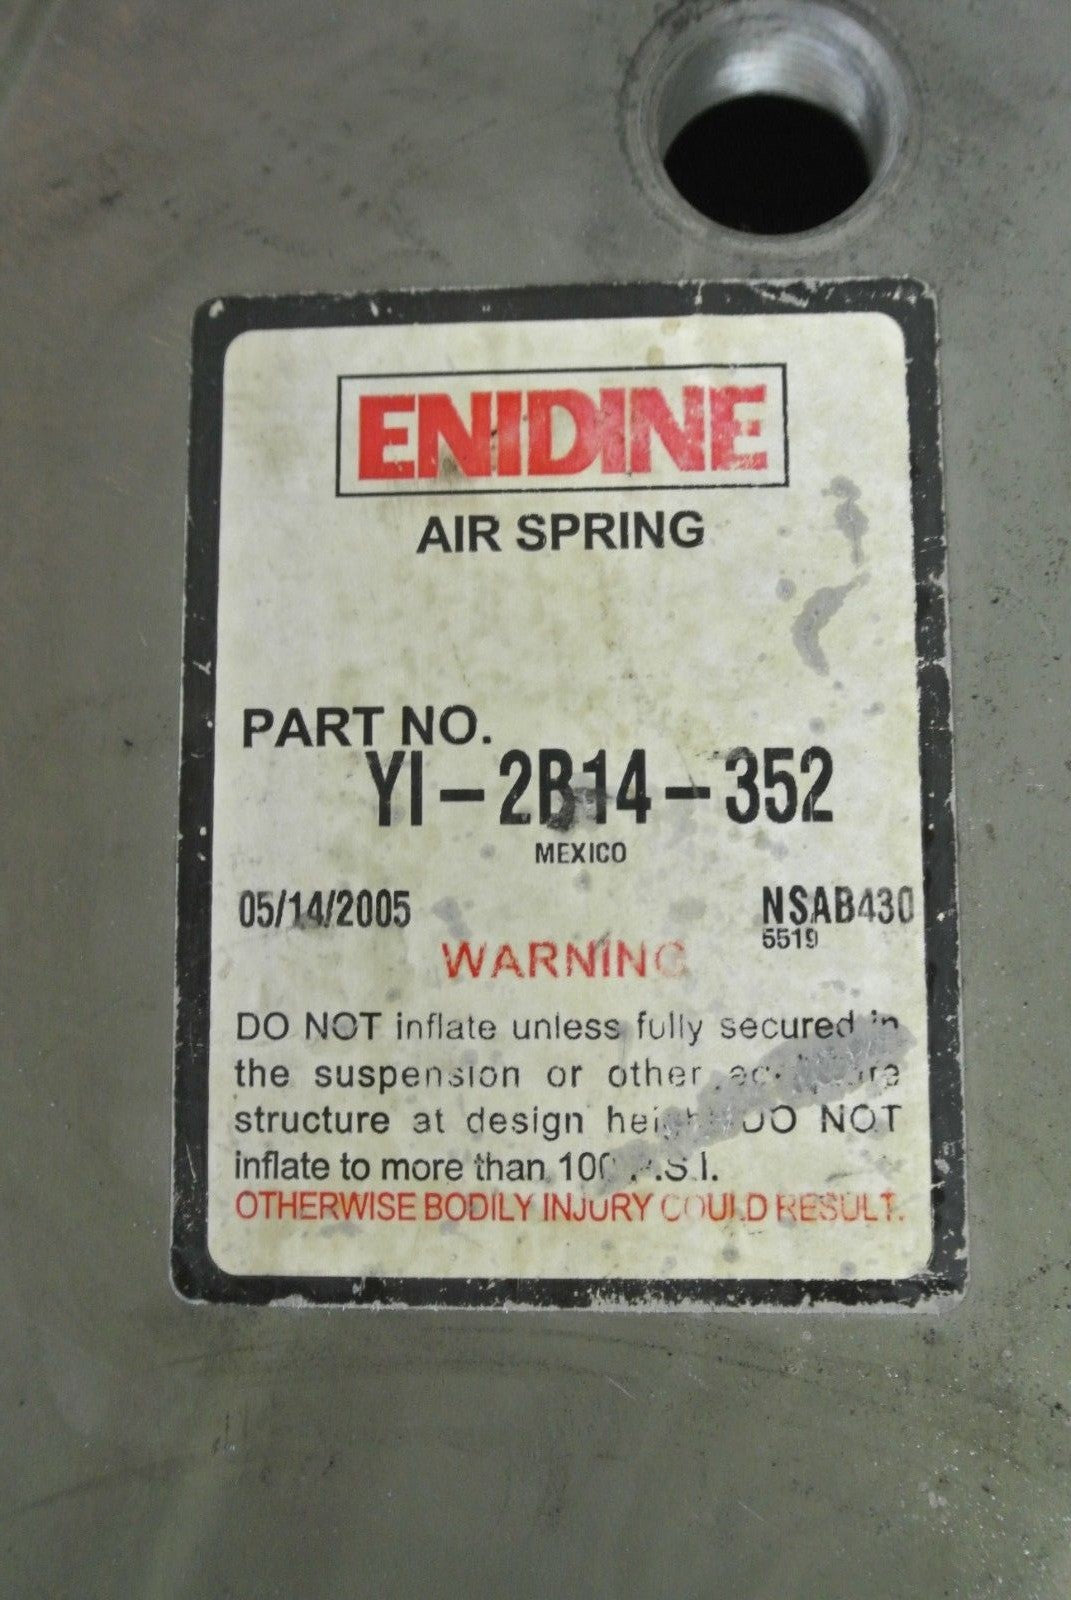 ENIDINE
AIR SPRING
PART NO.
YI-2B14-352
MEXICO
05/14/2005 NSAB430
5519
WARNING
DO NOT inflate unless fully secured in
the suspension or other
structure at design height DO NOT
inflate to more than 100 P.S.I.
OTHERWISE BODILY INJURY COULD RESULT.